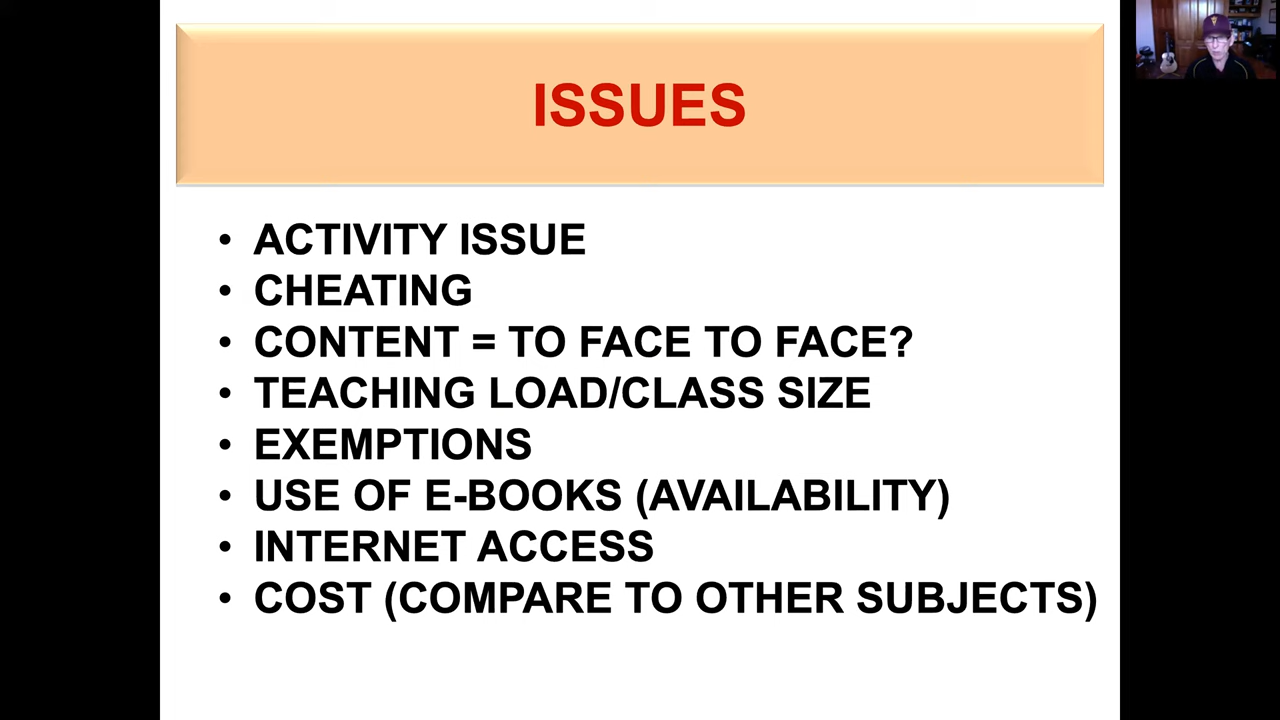 ISSUES
• ACTIVITY ISSUE
• CHEATING
• CONTENT = TO FACE TO FACE?
• TEACHING LOAD/CLASS SIZE
• EXEMPTIONS
• USE OF E-BOOKS (AVAILABILITY)
• INTERNET ACCESS
• COST (COMPARE TO OTHER SUBJECTS)